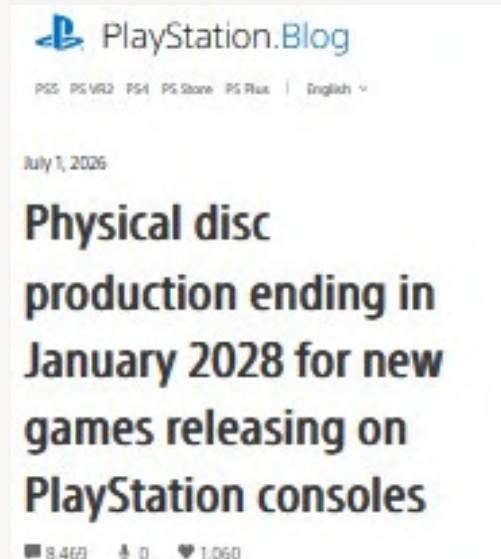 PlayStation.Blog
PS5 PS VR2 PS4 PS Store PS Plus | English
July 1, 2026
Physical disc
production ending in
January 2028 for new
games releasing on
PlayStation consoles
8,469 0 1,060